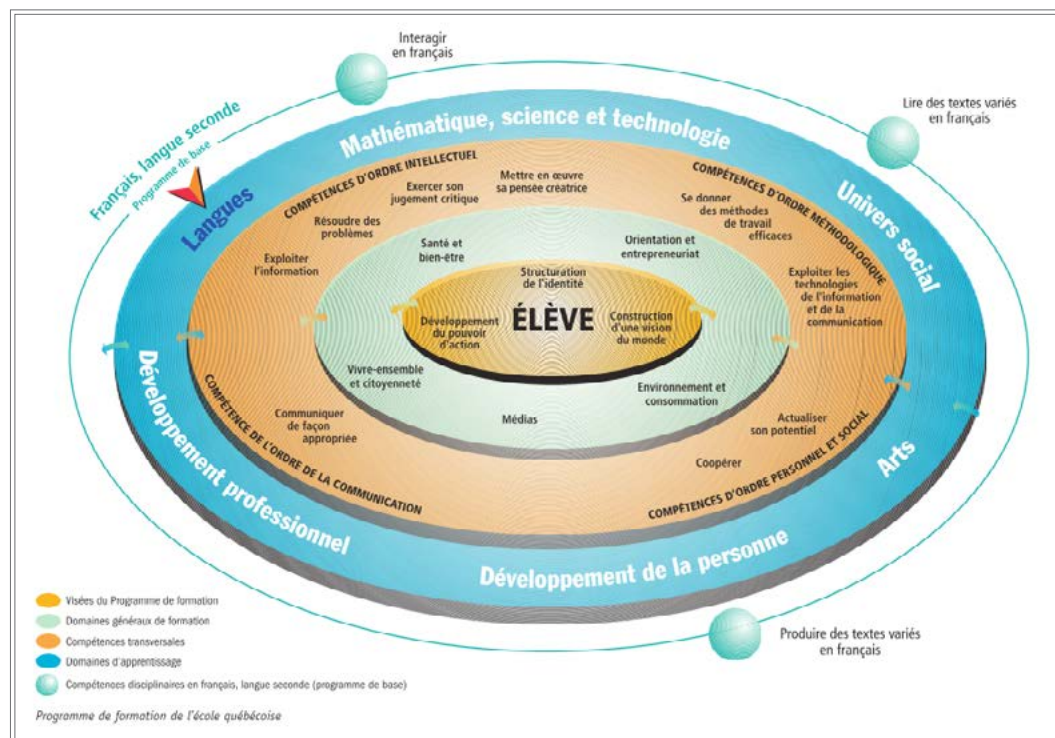 Interagir
en français
Lire des textes variés
en français
Français, langue seconde
Programme de base
Mathématique, science et technologie
Langues
Univers social
COMPÉTENCES D'ORDRE INTELLECTUEL
COMPÉTENCES D'ORDRE MÉTHODOLOGIQUE
Mettre en œuvre
sa pensée créatrice
Exercer son
jugement critique
Résoudre des
problèmes
Exploiter
l'information
Se donner
des méthodes
de travail
efficaces
Exploiter les
technologies
de l'information
et de la
communication
Santé et
bien-être
Orientation et
entrepreneuriat
Structuration
de l'identité
ÉLÈVE
Développement
du pouvoir
d'action
Construction
d'une vision
du monde
Vivre-ensemble
et citoyenneté
Environnement et
consommation
Médias
Communiquer
de façon
appropriée
Actualiser
son potentiel
Coopérer
COMPÉTENCE DE L'ORDRE DE LA COMMUNICATION
COMPÉTENCES D'ORDRE PERSONNEL ET SOCIAL
Développement professionnel
Développement de la personne
Arts
Produire des textes variés
en français
Visées du Programme de formation
Domaines généraux de formation
Compétences transversales
Domaines d'apprentissage
Compétences disciplinaires en français, langue seconde (programme de base)
Programme de formation de l'école québécoise